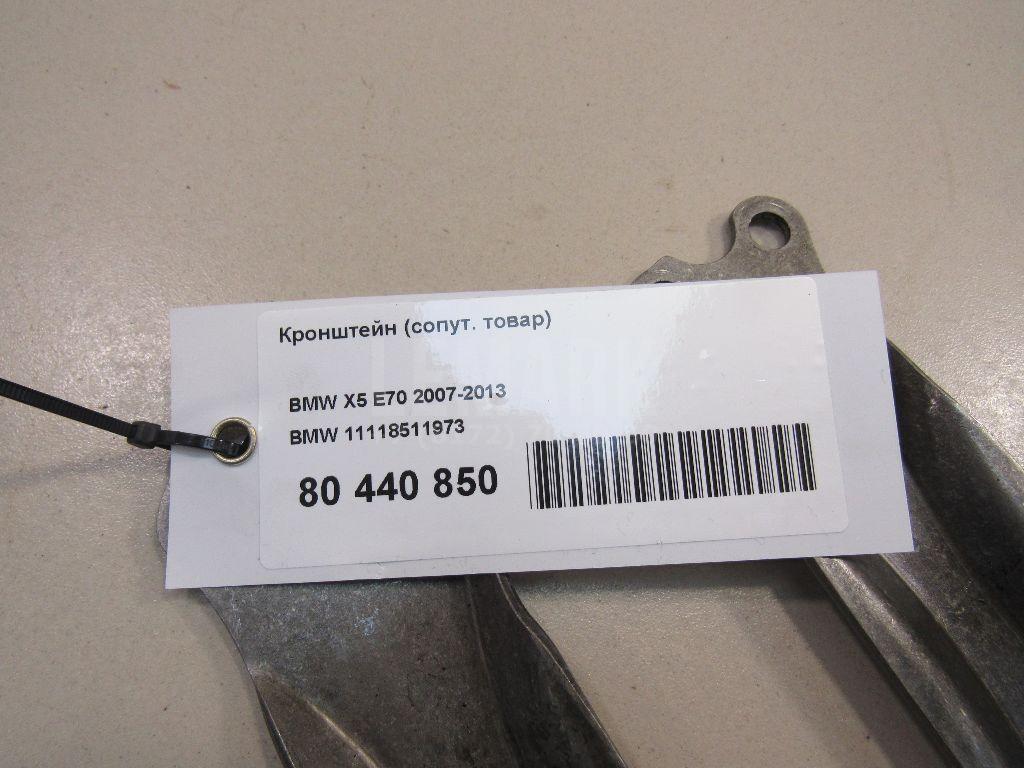 Кронштейн (сопут. товар)
BMW X5 E70 2007-2013
BMW 11118511973
80 440 850